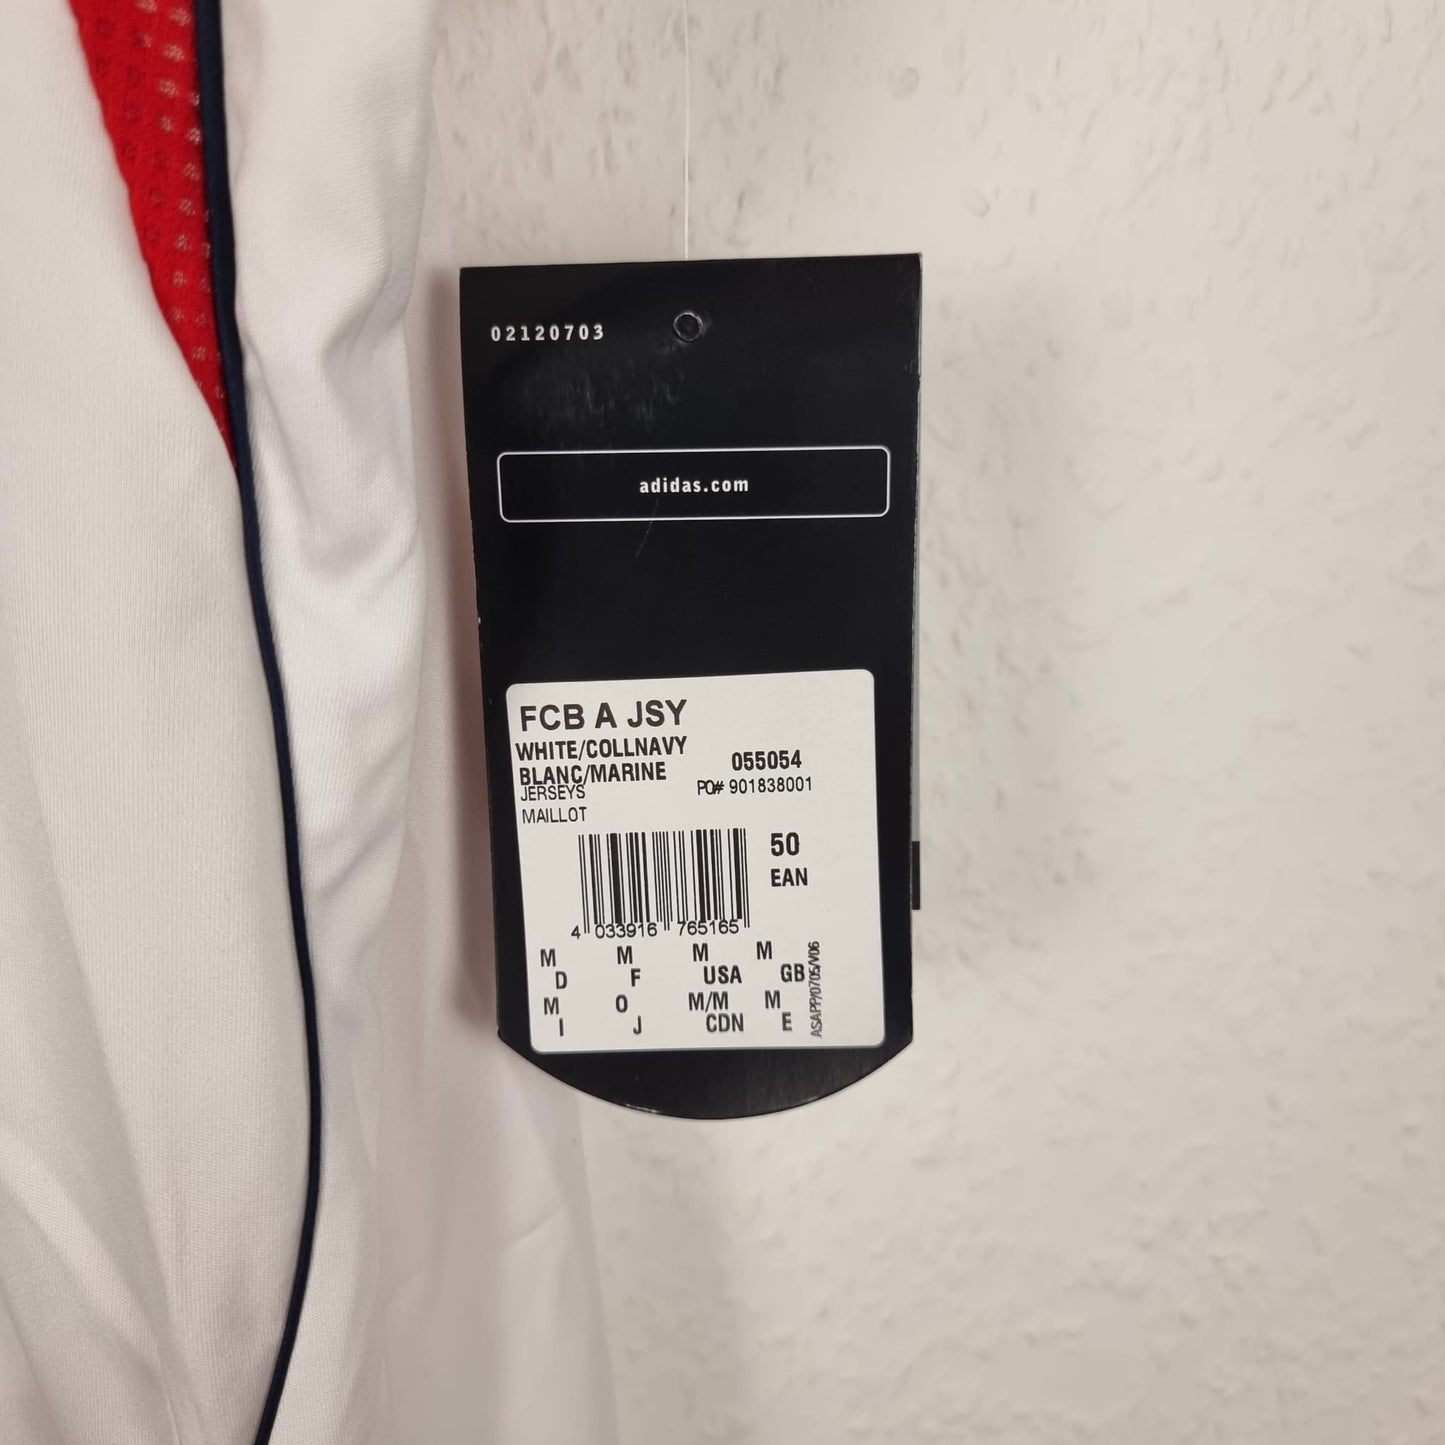 02120703
adidas.com
FCB A JSY
WHITE/COLLNAVY
BLANC/MARINE 055054
JERSEYS PO# 901838001
MAILLOT
50
EAN
4 033916 765165
M M M M
D F USA GB
M O M/M M
I J CDN E
ASAPP/0705/V06